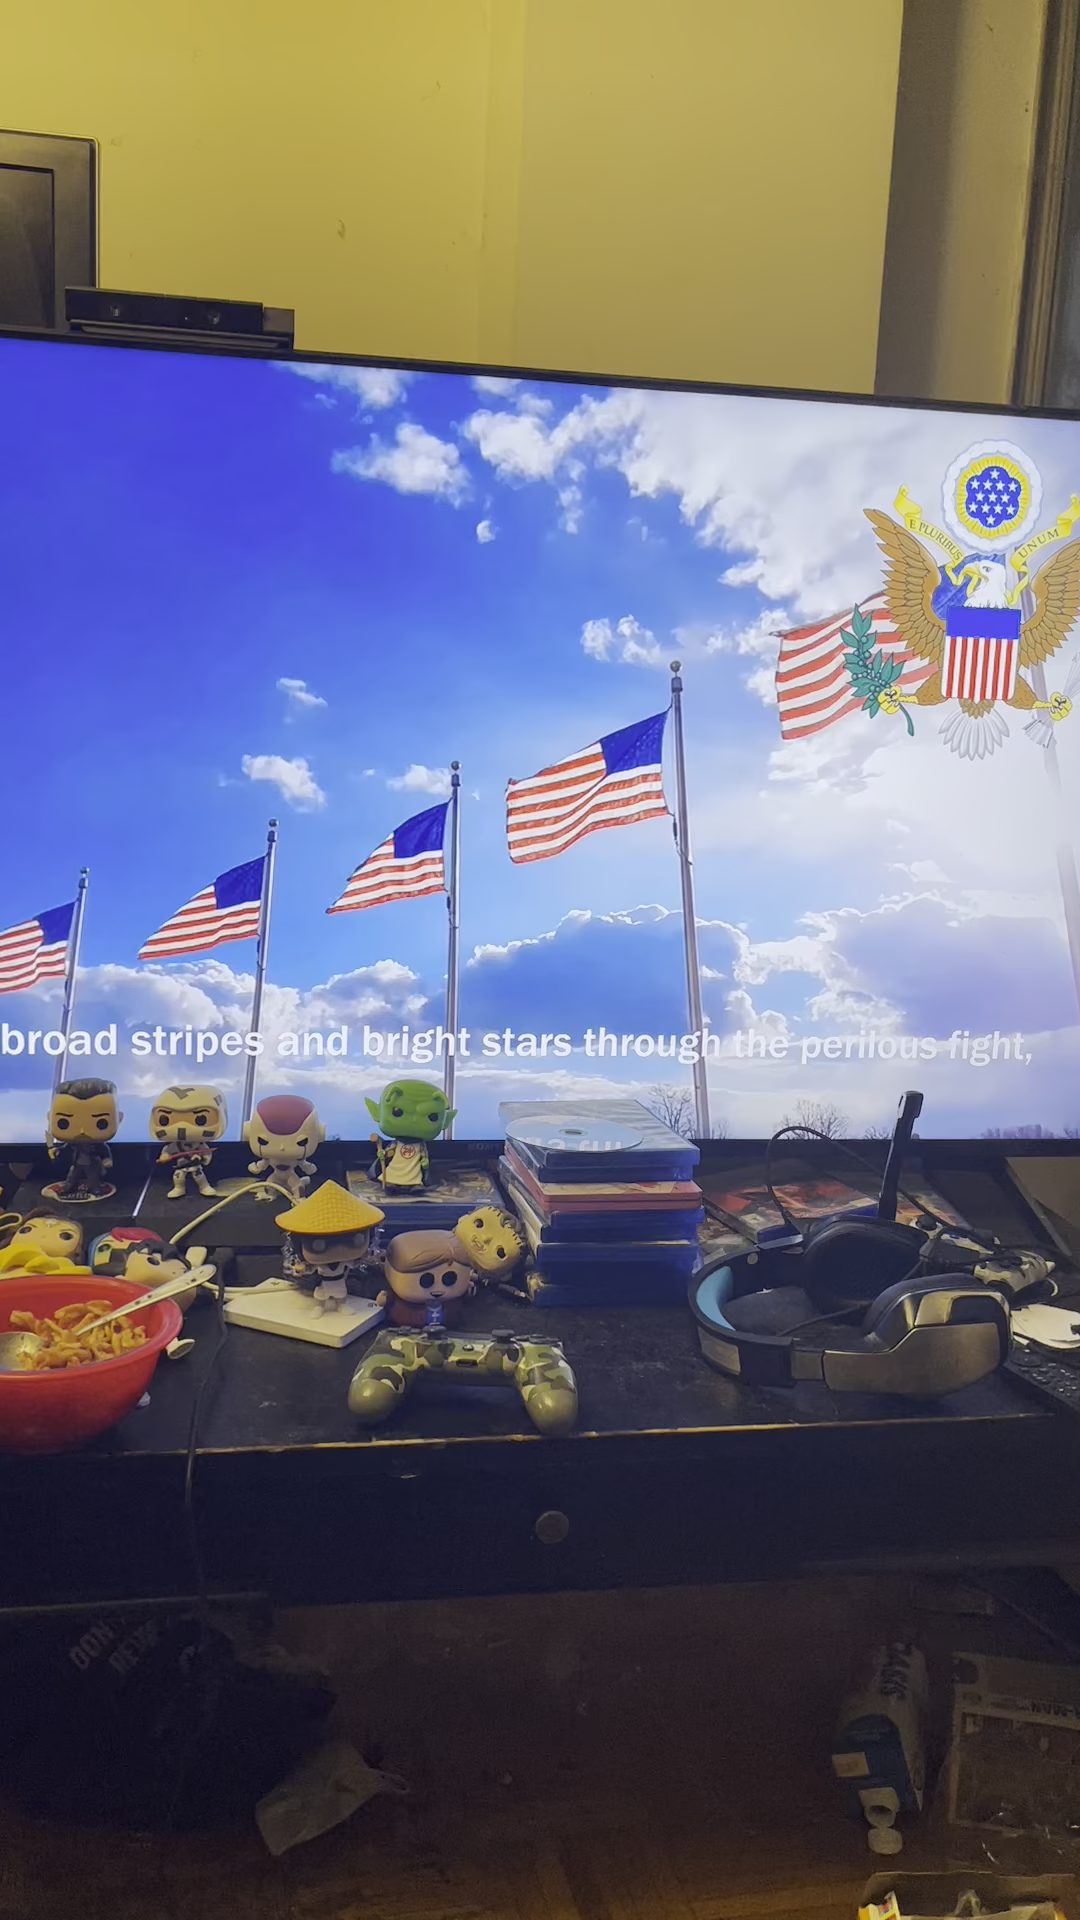 E PLURIBUS UNUM
broad stripes and bright stars through the perilous fight,